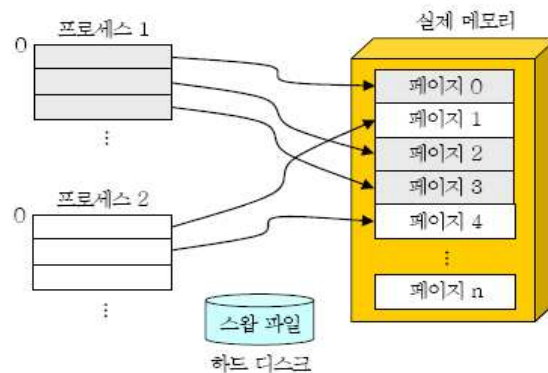 프로세스 1
0
⋮
프로세스 2
0
⋮
실제 메모리
페이지 0
페이지 1
페이지 2
페이지 3
페이지 4
⋮
페이지 n
스왑 파일
하드 디스크